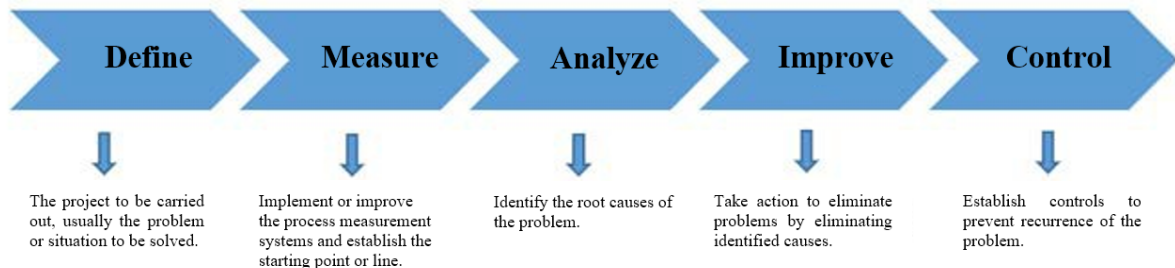 Define
Measure
Analyze
Improve
Control
The project to be carried
out, usually the problem
or situation to be solved.
Implement or improve
the process measurement
systems and establish the
starting point or line.
Identify the root causes of
the problem.
Take action to eliminate
problems by eliminating
identified causes.
Establish controls to
prevent recurrence of the
problem.